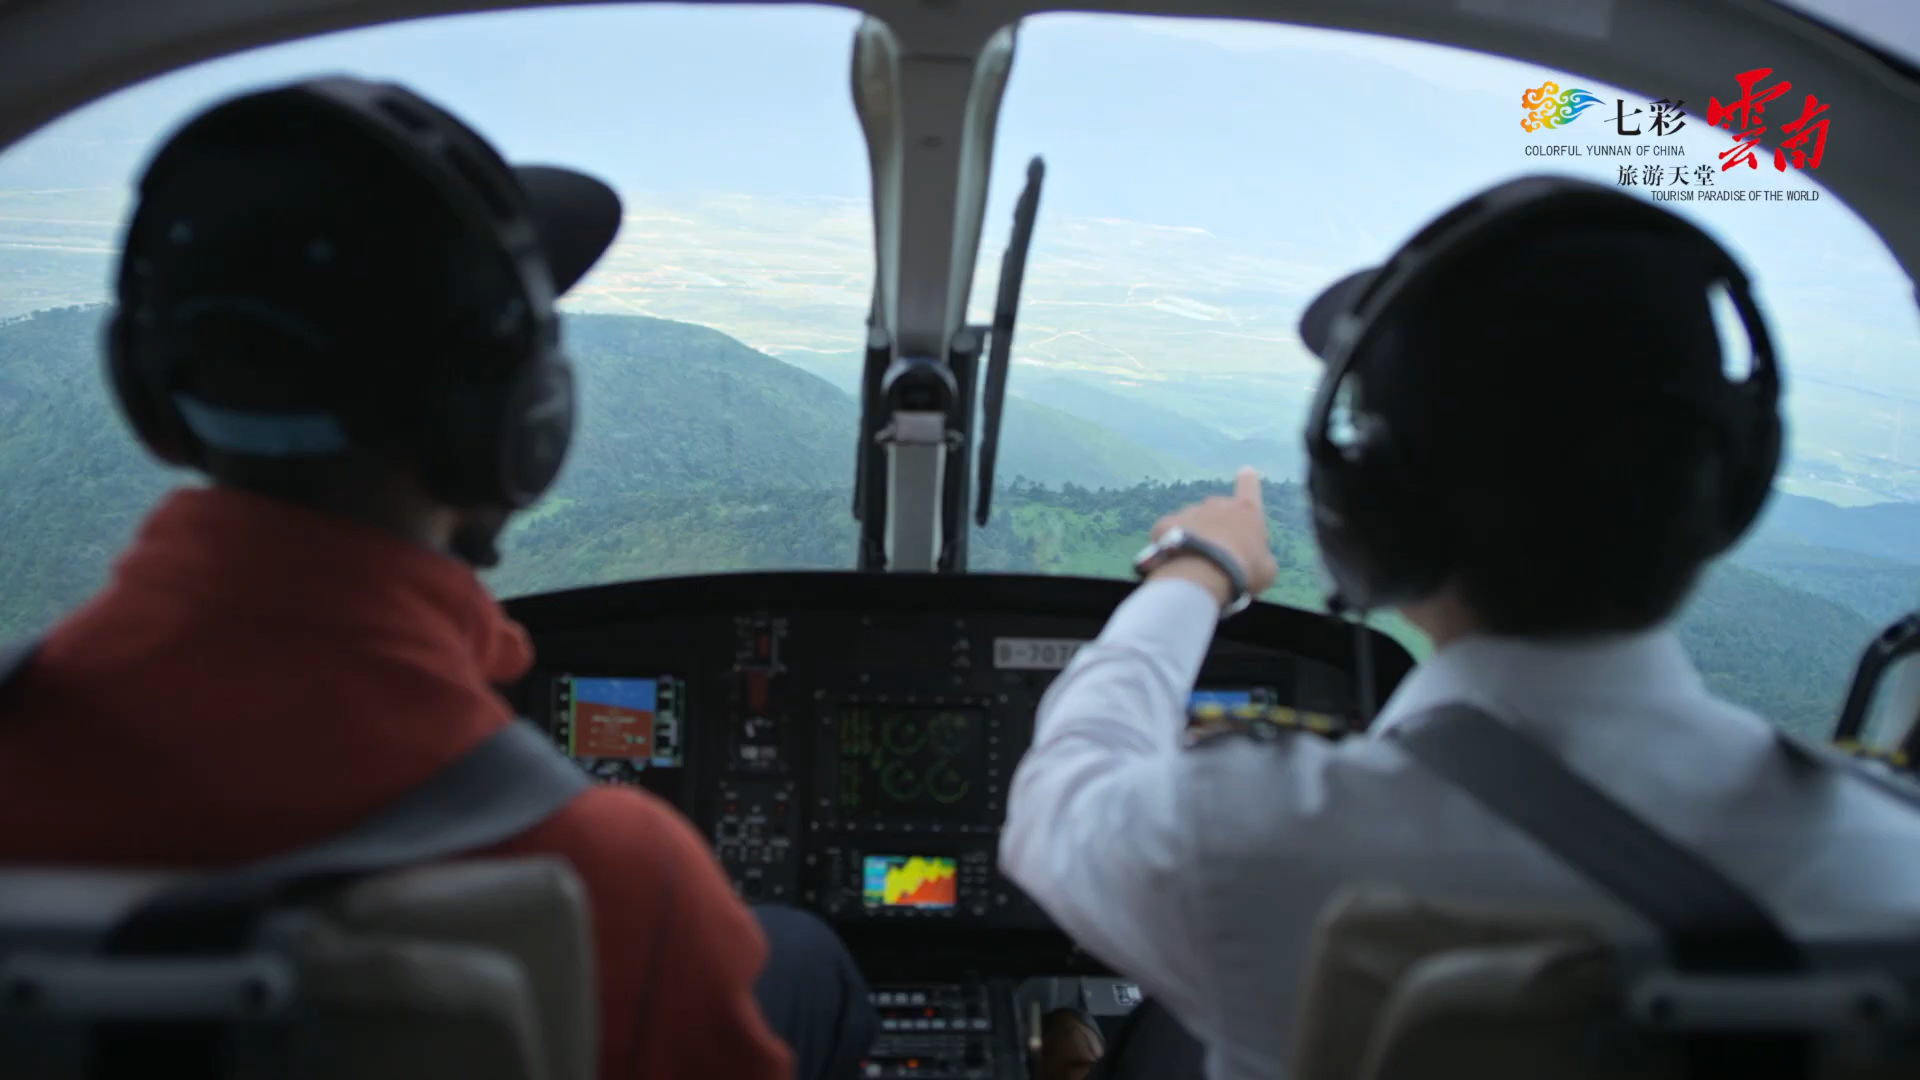 七彩雲南
COLORFUL YUNNAN OF CHINA
旅游天堂
TOURISM PARADISE OF THE WORLD